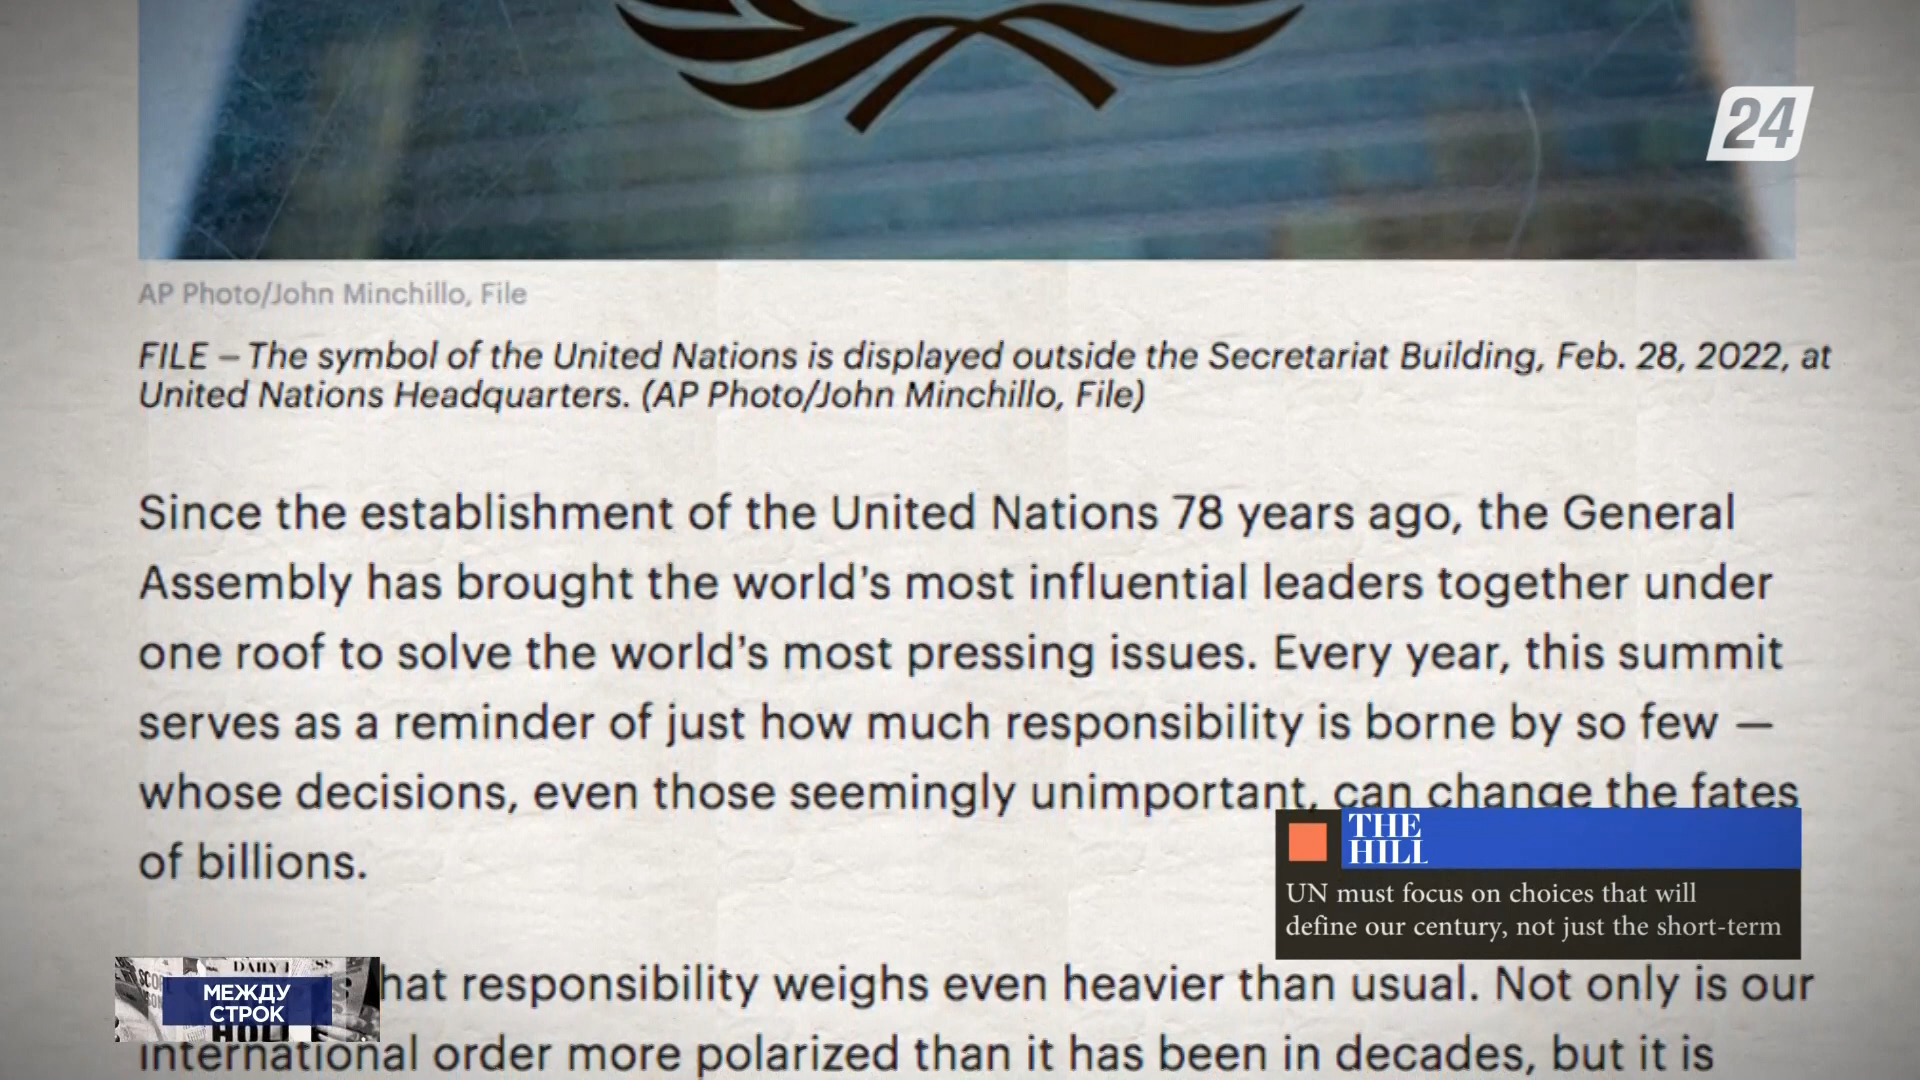 24
AP Photo/John Minchillo, File
FILE – The symbol of the United Nations is displayed outside the Secretariat Building, Feb. 28, 2022, at
United Nations Headquarters. (AP Photo/John Minchillo, File)
Since the establishment of the United Nations 78 years ago, the General
Assembly has brought the world's most influential leaders together under
one roof to solve the world's most pressing issues. Every year, this summit
serves as a reminder of just how much responsibility is borne by so few —
whose decisions, even those seemingly unimportant, can change the fates
of billions.
THE
HILL
UN must focus on choices that will
define our century, not just the short-term
hat responsibility weighs even heavier than usual. Not only is our
international order more polarized than it has been in decades, but it is
DAILY
МЕЖДУ
СТРОК